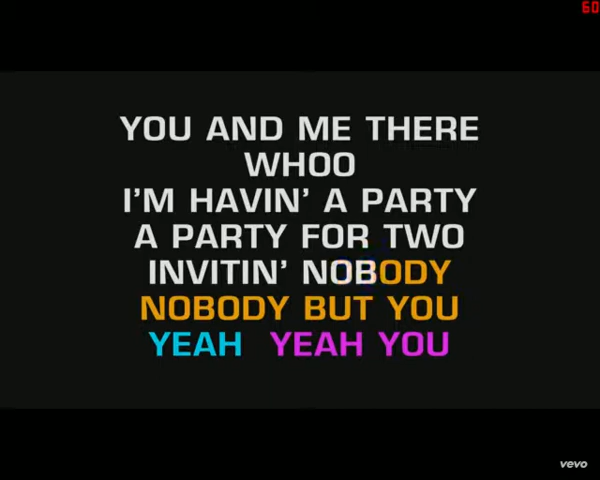 60
YOU AND ME THERE
WHOO
I'M HAVIN' A PARTY
A PARTY FOR TWO
INVITIN' NOBODY
NOBODY BUT YOU
YEAH YEAH YOU
vevo